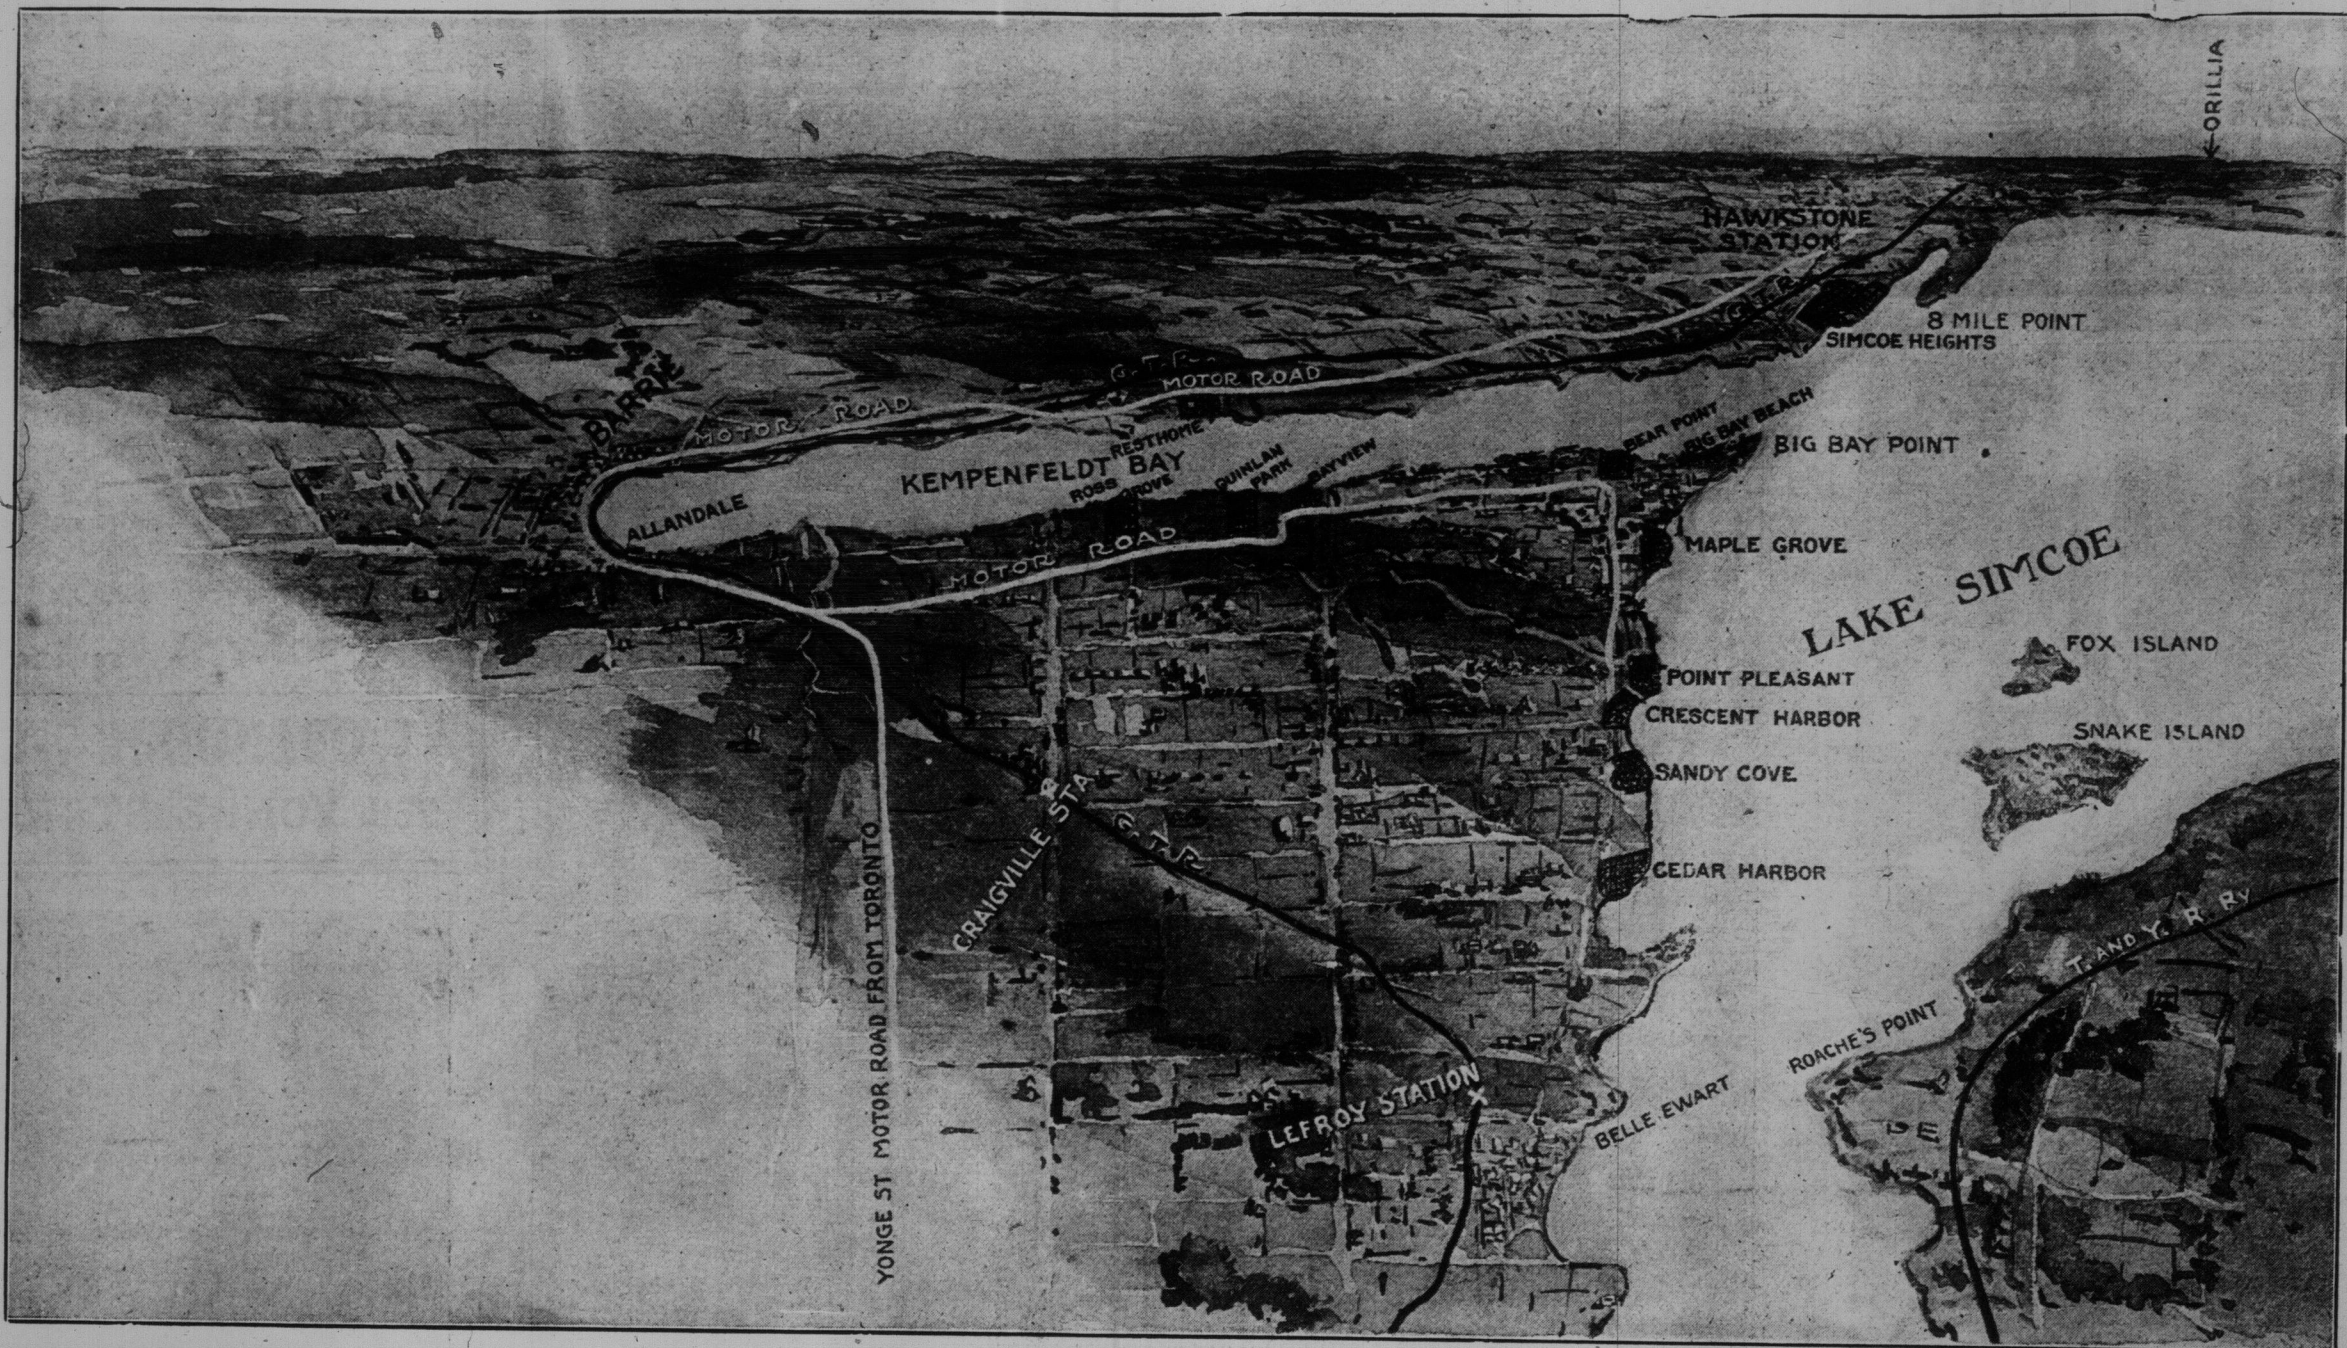 ←ORILLIA
HAWKSTONE
STATION
G.T.R.
8 MILE POINT
SIMCOE HEIGHTS
BARRIE
G.T.R.
MOTOR ROAD
MOTOR ROAD
RESTHOME
KEMPENFELDT BAY
BEAR POINT
BIG BAY BEACH
BIG BAY POINT
ALLANDALE
ROSS
GROVE
QUINLAN
PARK
BAYVIEW
MOTOR ROAD
MAPLE GROVE
LAKE SIMCOE
FOX ISLAND
POINT PLEASANT
CRESCENT HARBOR
SNAKE ISLAND
SANDY COVE
CRAIGVILLE STA
G.T.R.
CEDAR HARBOR
T. AND Y. R. RY
YONGE ST MOTOR ROAD FROM TORONTO
ROACHE'S POINT
LEFROY STATION
X
BELLE EWART